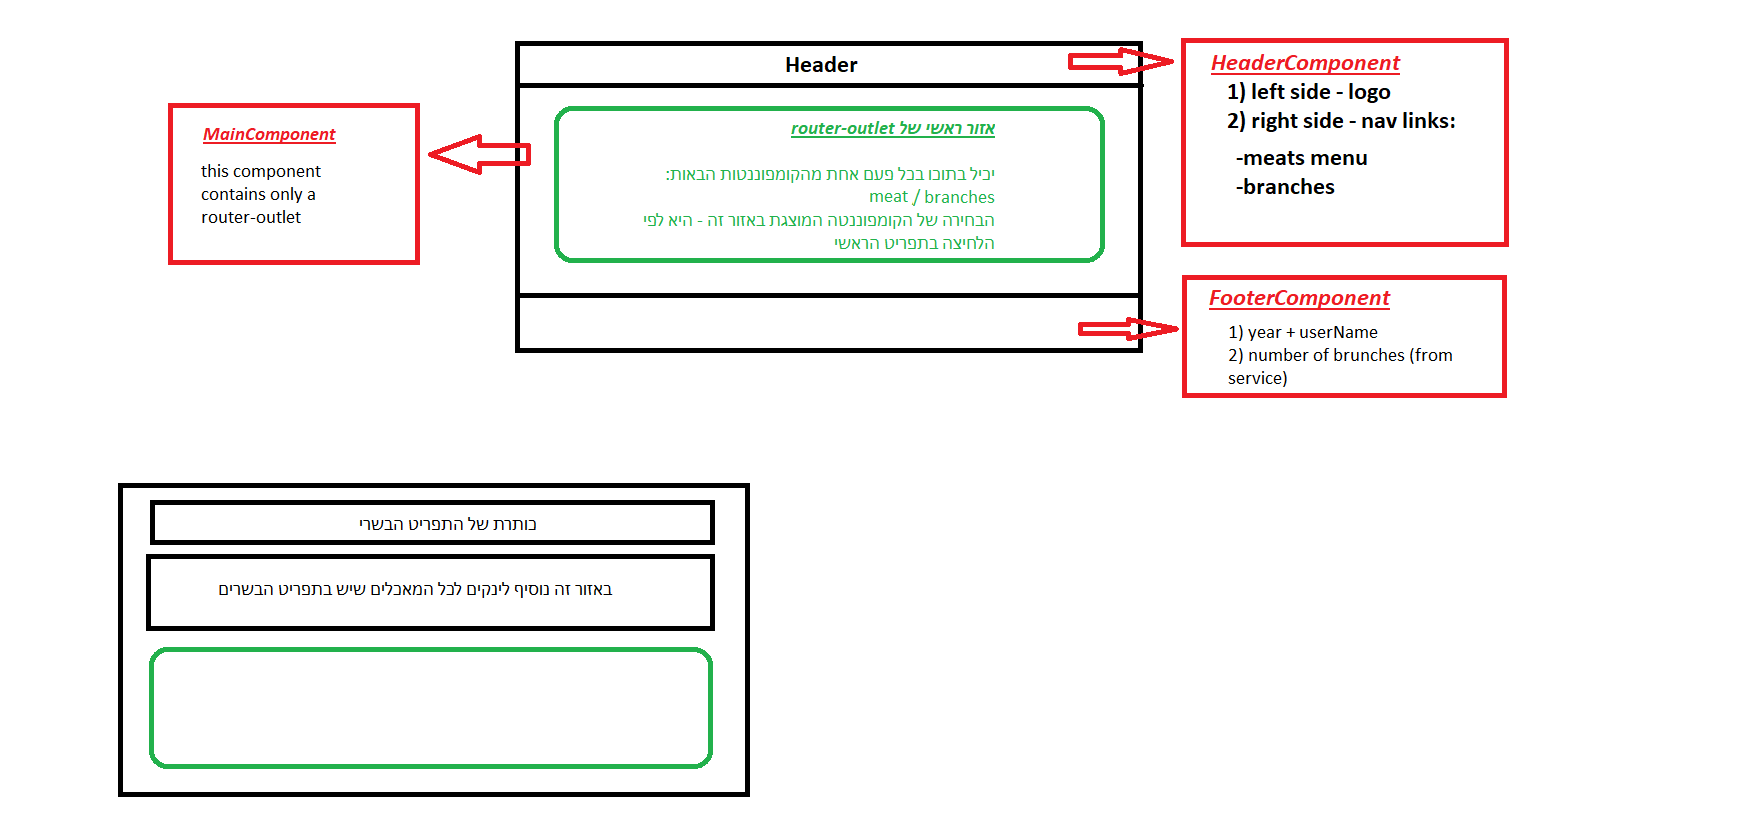 Header
אזור ראשי של router-outlet
יכיל בתוכו בכל פעם אחת מהקומפוננטות הבאות:
meat / branches
הבחירה של הקומפוננטה המוצגת באזור זה - היא לפי
הלחיצה בתפריט הראשי
MainComponent
this component
contains only a
router-outlet
HeaderComponent
1) left side - logo
2) right side - nav links:
-meats menu
-branches
FooterComponent
1) year + userName
2) number of brunches (from
service)
כותרת של התפריט הבשרי
באזור זה נוסיף לינקים לכל המאכלים שיש בתפריט הבשרים